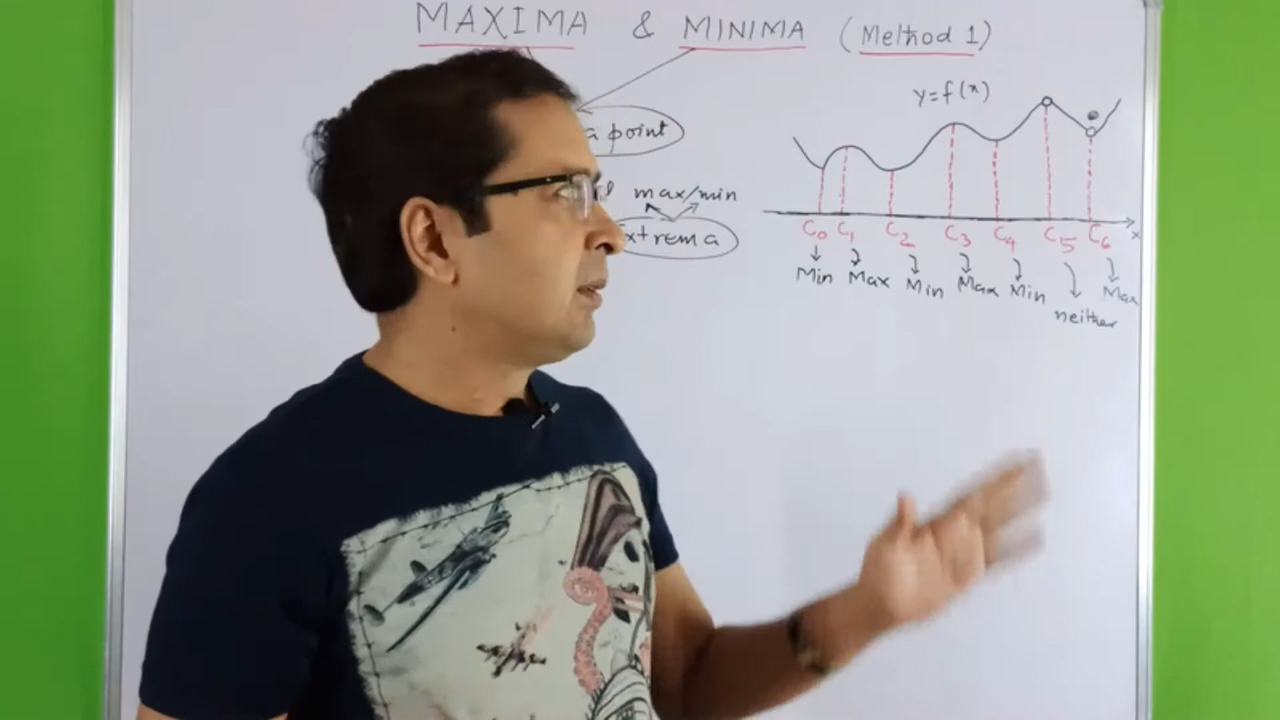 MAXIMA & MINIMA (Method 1)
a point
max/min
xtrema
y=f(x)
x
C0 C1 C2 C3 C4 C5 C6
Min Max Min Max Min neither Max